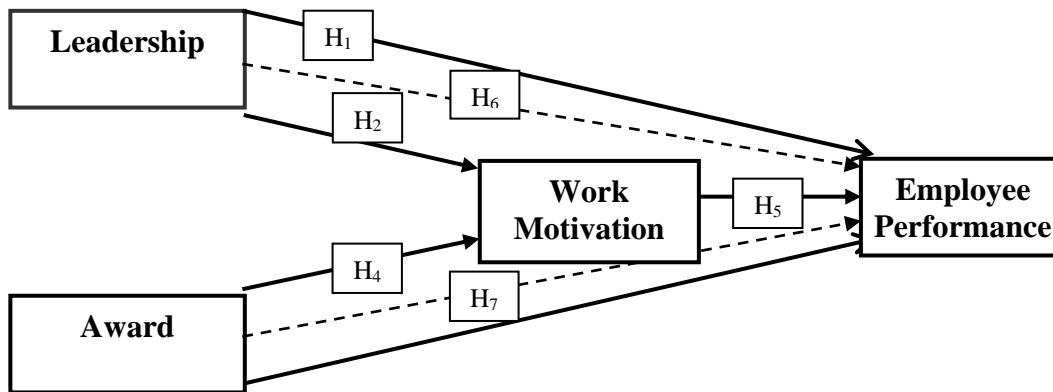 Leadership
H₁
H₆
H₂
Work
Motivation
H₅
Employee
Performance
H₄
H₇
Award